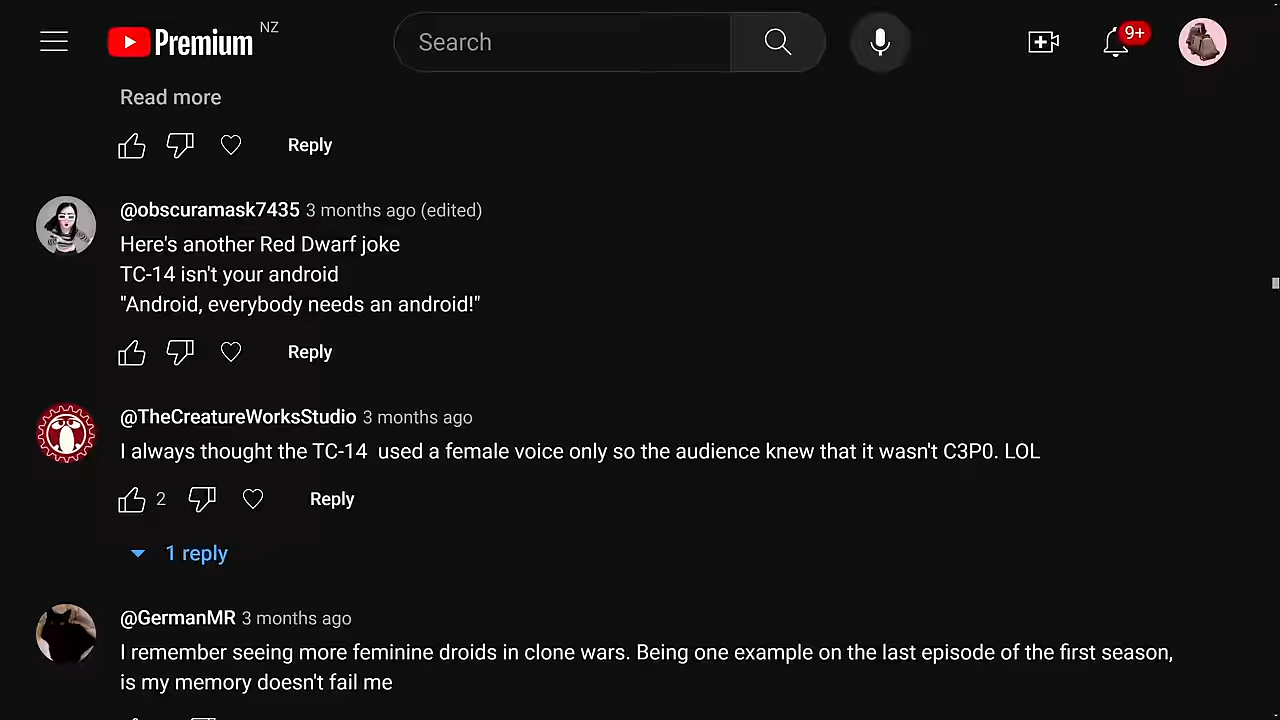 Premium NZ
Search
9+
Read more
Reply
@obscuramask7435 3 months ago (edited)
Here's another Red Dwarf joke
TC-14 isn't your android
"Android, everybody needs an android!"
Reply
@TheCreatureWorksStudio 3 months ago
I always thought the TC-14  used a female voice only so the audience knew that it wasn't C3P0. LOL
2 Reply
1 reply
@GermanMR 3 months ago
I remember seeing more feminine droids in clone wars. Being one example on the last episode of the first season,
is my memory doesn't fail me